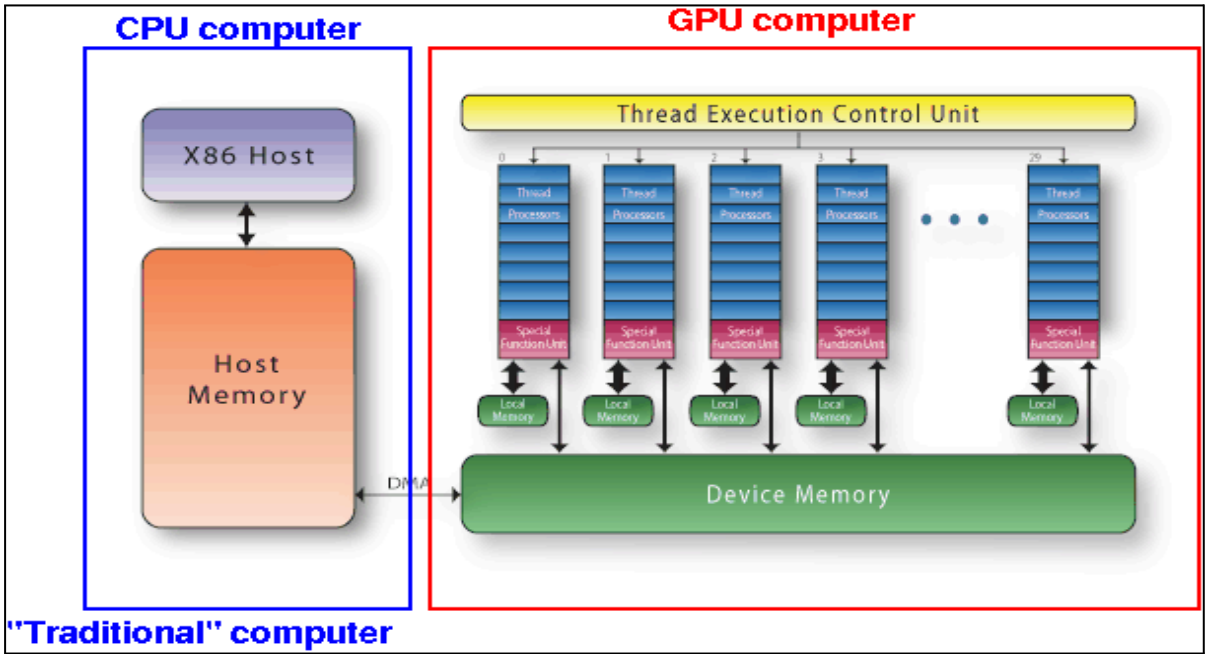 CPU computer
GPU computer
X86 Host
Host
Memory
DMA
"Traditional" computer
Thread Execution Control Unit
0 1 2 3 29
Thread Thread Thread Thread Thread
Processors Processors Processors Processors Processors
Special Special Special Special Special
Function Unit Function Unit Function Unit Function Unit Function Unit
Local Local Local Local Local
Memory Memory Memory Memory Memory
Device Memory